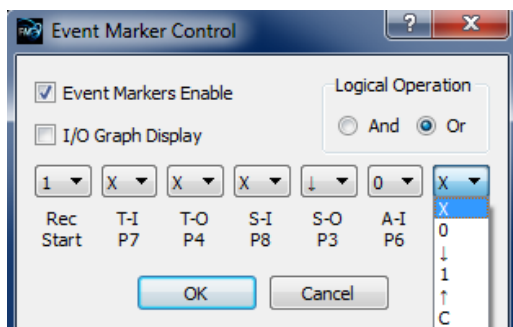 Event Marker Control
Event Markers Enable
I/O Graph Display
Logical Operation
And Or
1 X X X ↓ 0 X
Rec Start T-I P7 T-O P4 S-I P8 S-O P3 A-I P6
X
0
↓
1
↑
C
OK Cancel